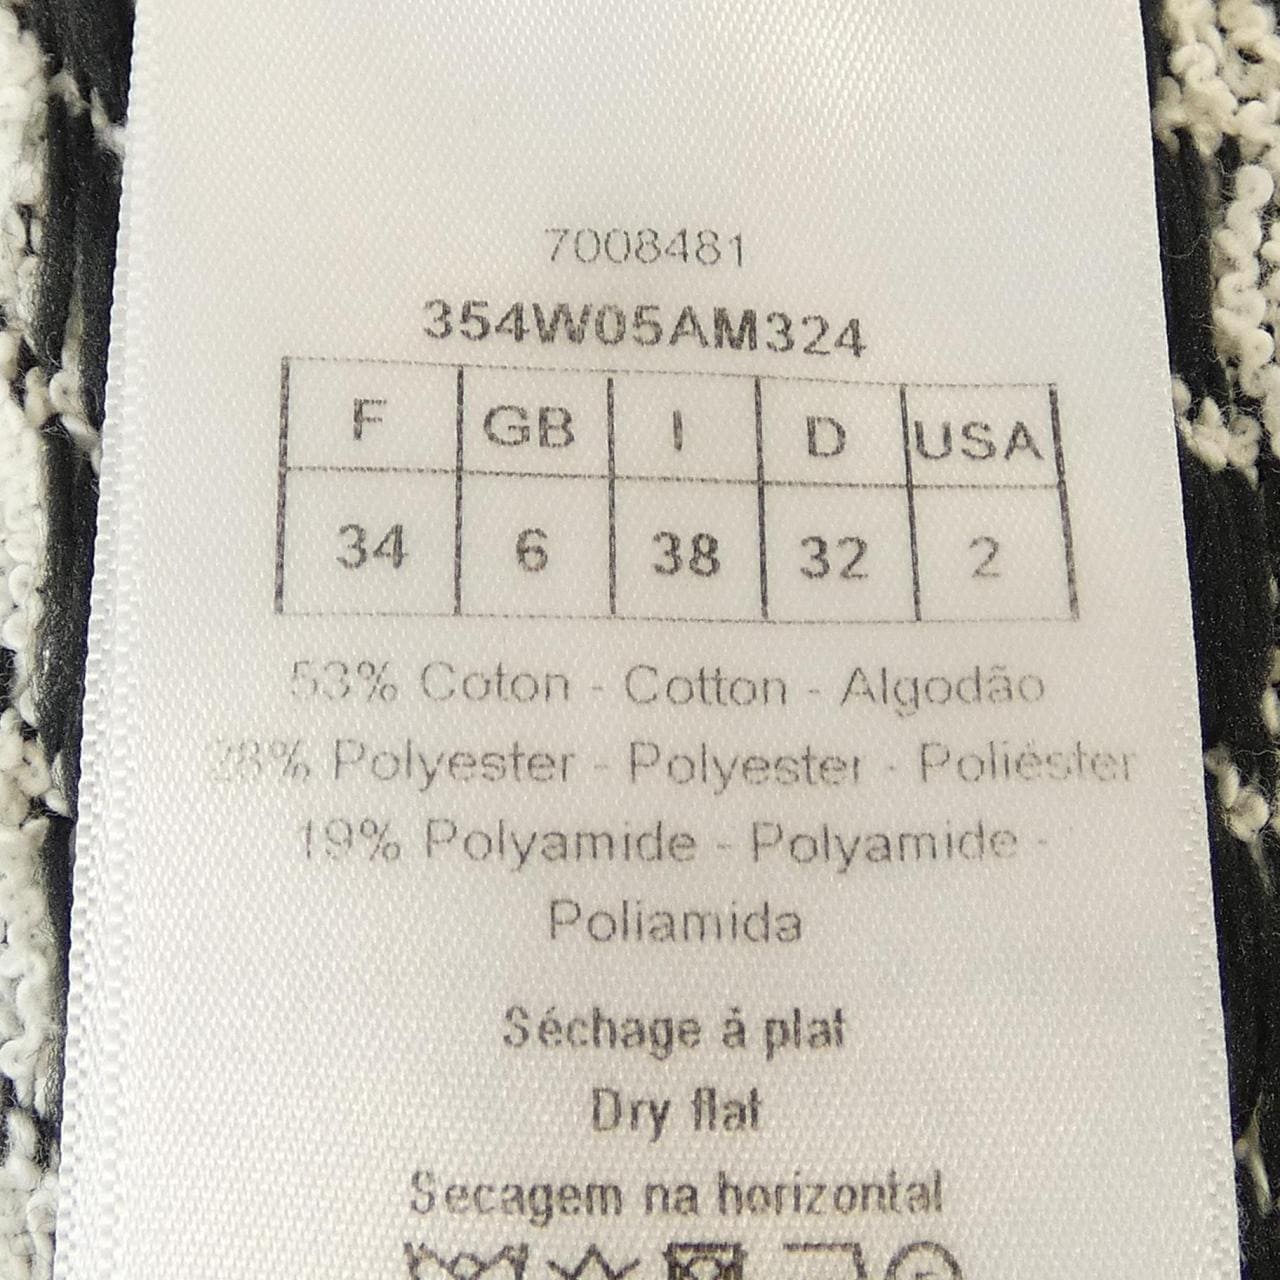 7008481
354W05AM324
F GB I D USA
34 6 38 32 2
53% Coton - Cotton - Algodão
28% Polyester - Polyester - Poliéster
19% Polyamide - Polyamide -
Poliamida
Séchage à plat
Dry flat
Secagem na horizontal